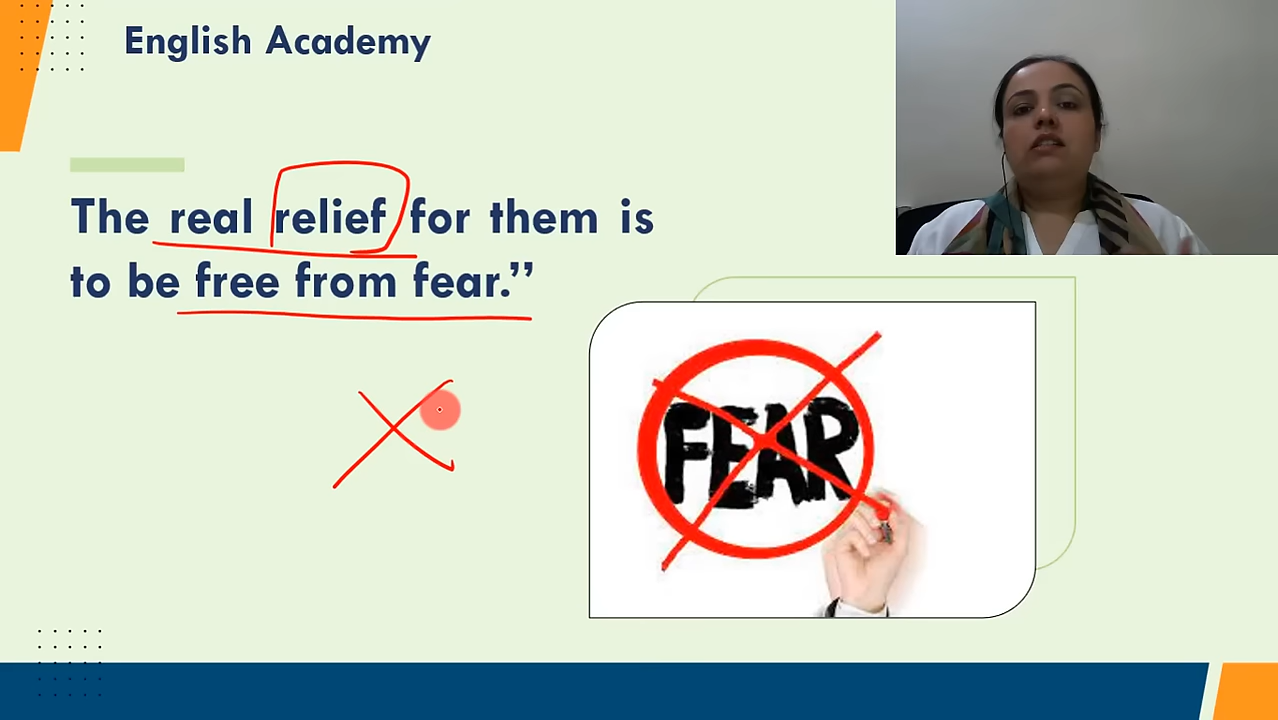 English Academy
The real relief for them is
to be free from fear.”
FEAR